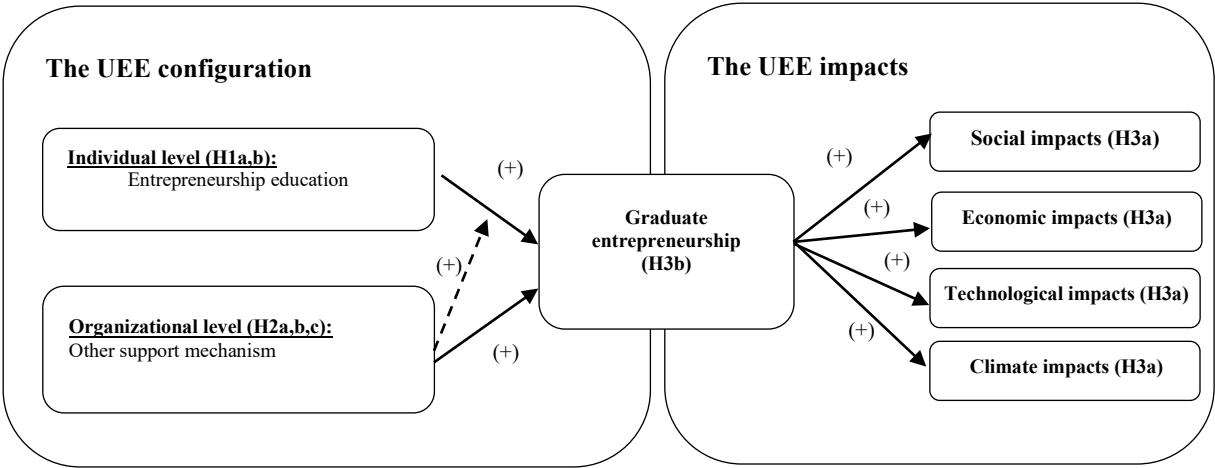 The UEE configuration
Individual level (H1a,b):
Entrepreneurship education
(+)
(+)
Organizational level (H2a,b,c):
Other support mechanism
(+)
Graduate
entrepreneurship
(H3b)
The UEE impacts
(+)
Social impacts (H3a)
(+)
Economic impacts (H3a)
(+)
Technological impacts (H3a)
(+)
Climate impacts (H3a)